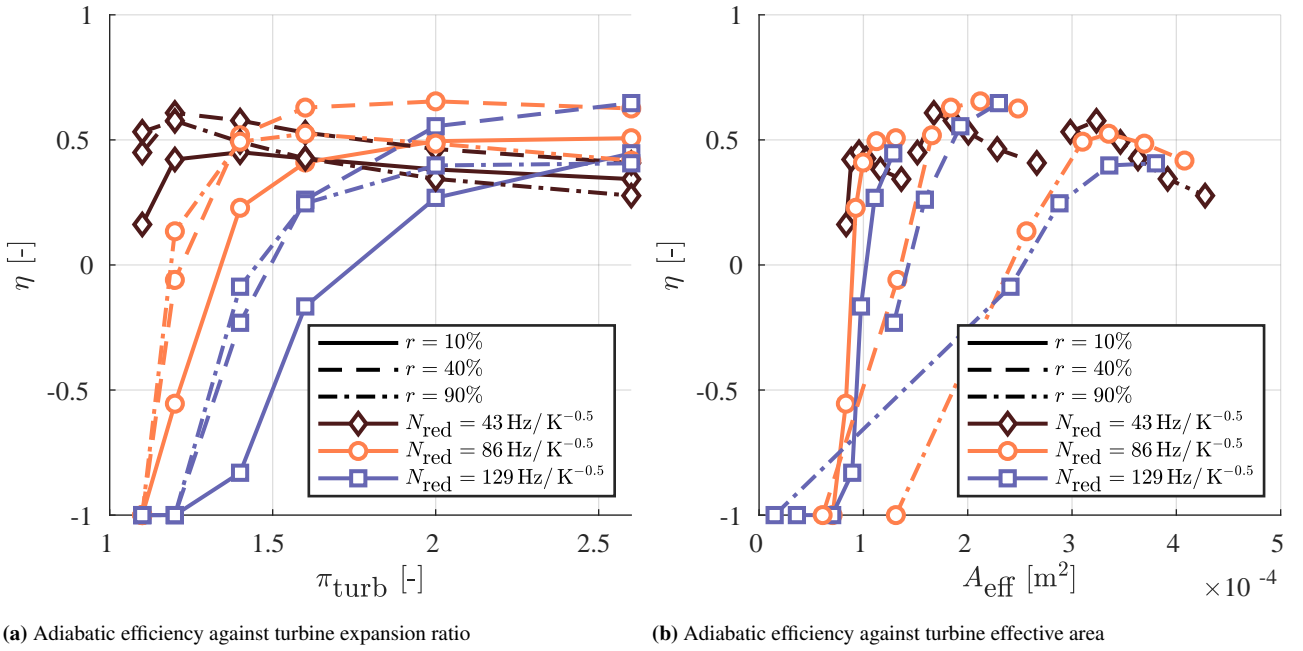 1
0.5
0
-0.5
-1
η [-]
1
1.5
2
2.5
π_turb [-]
r = 10%
r = 40%
r = 90%
N_red = 43 Hz/ K^−0.5
N_red = 86 Hz/ K^−0.5
N_red = 129 Hz/ K^−0.5
1
0.5
0
-0.5
-1
η [-]
0
1
2
3
4
5
A_eff [m²]
×10⁻⁴
r = 10%
r = 40%
r = 90%
N_red = 43 Hz/ K^−0.5
N_red = 86 Hz/ K^−0.5
N_red = 129 Hz/ K^−0.5
(a) Adiabatic efficiency against turbine expansion ratio
(b) Adiabatic efficiency against turbine effective area